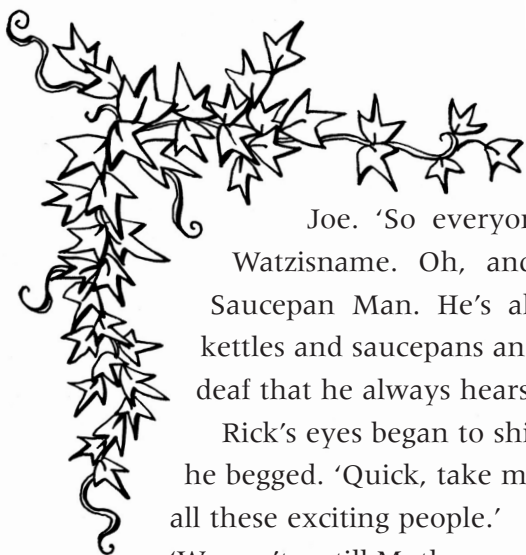 Joe. ‘So everyon
Watzisname. Oh, and
Saucepan Man. He’s al
kettles and saucepans an
deaf that he always hears
Rick’s eyes began to shi
he begged. ‘Quick, take m
all these exciting people.’